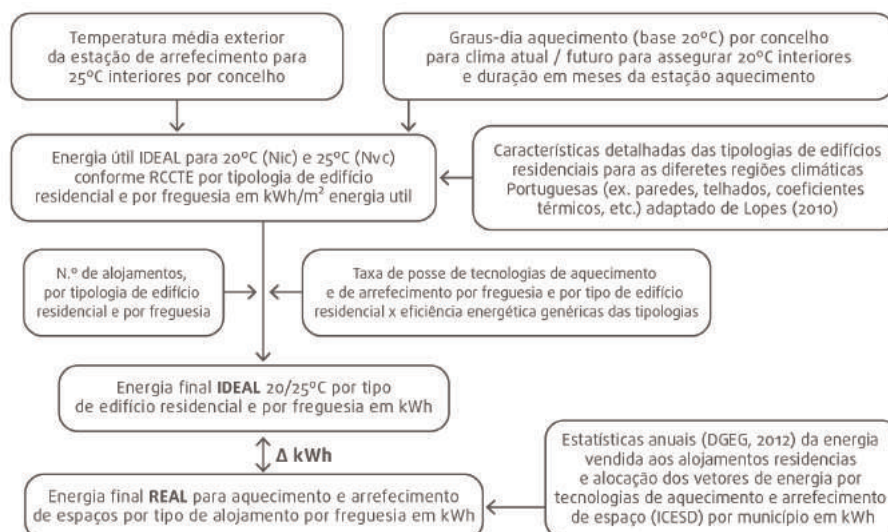 Temperatura média exterior
da estação de arrefecimento para
25ºC interiores por concelho
Graus-dia aquecimento (base 20ºC) por concelho
para clima atual / futuro para assegurar 20ºC interiores
e duração em meses da estação aquecimento
Energia útil IDEAL para 20ºC (Nic) e 25ºC (Nvc)
conforme RCCTE por tipologia de edifício
residencial e por freguesia em kWh/m² energia util
Características detalhadas das tipologias de edifícios
residenciais para as diferetes regiões climáticas
Portuguesas (ex. paredes, telhados, coeficientes
térmicos, etc.) adaptado de Lopes (2010)
N.º de alojamentos,
por tipologia de edifício
residencial e por freguesia
Taxa de posse de tecnologias de aquecimento
e de arrefecimento por freguesia e por tipo de edifício
residencial x eficiência energética genéricas das tipologias
Energia final IDEAL 20/25ºC por tipo
de edifício residencial e por freguesia em kWh
Δ kWh
Energia final REAL para aquecimento e arrefecimento
de espaços por tipo de alojamento por freguesia em kWh
Estatísticas anuais (DGEG, 2012) da energia
vendida aos alojamentos residencias
e alocação dos vetores de energia por
tecnologias de aquecimento e arrefecimento
de espaço (ICESD) por município em kWh